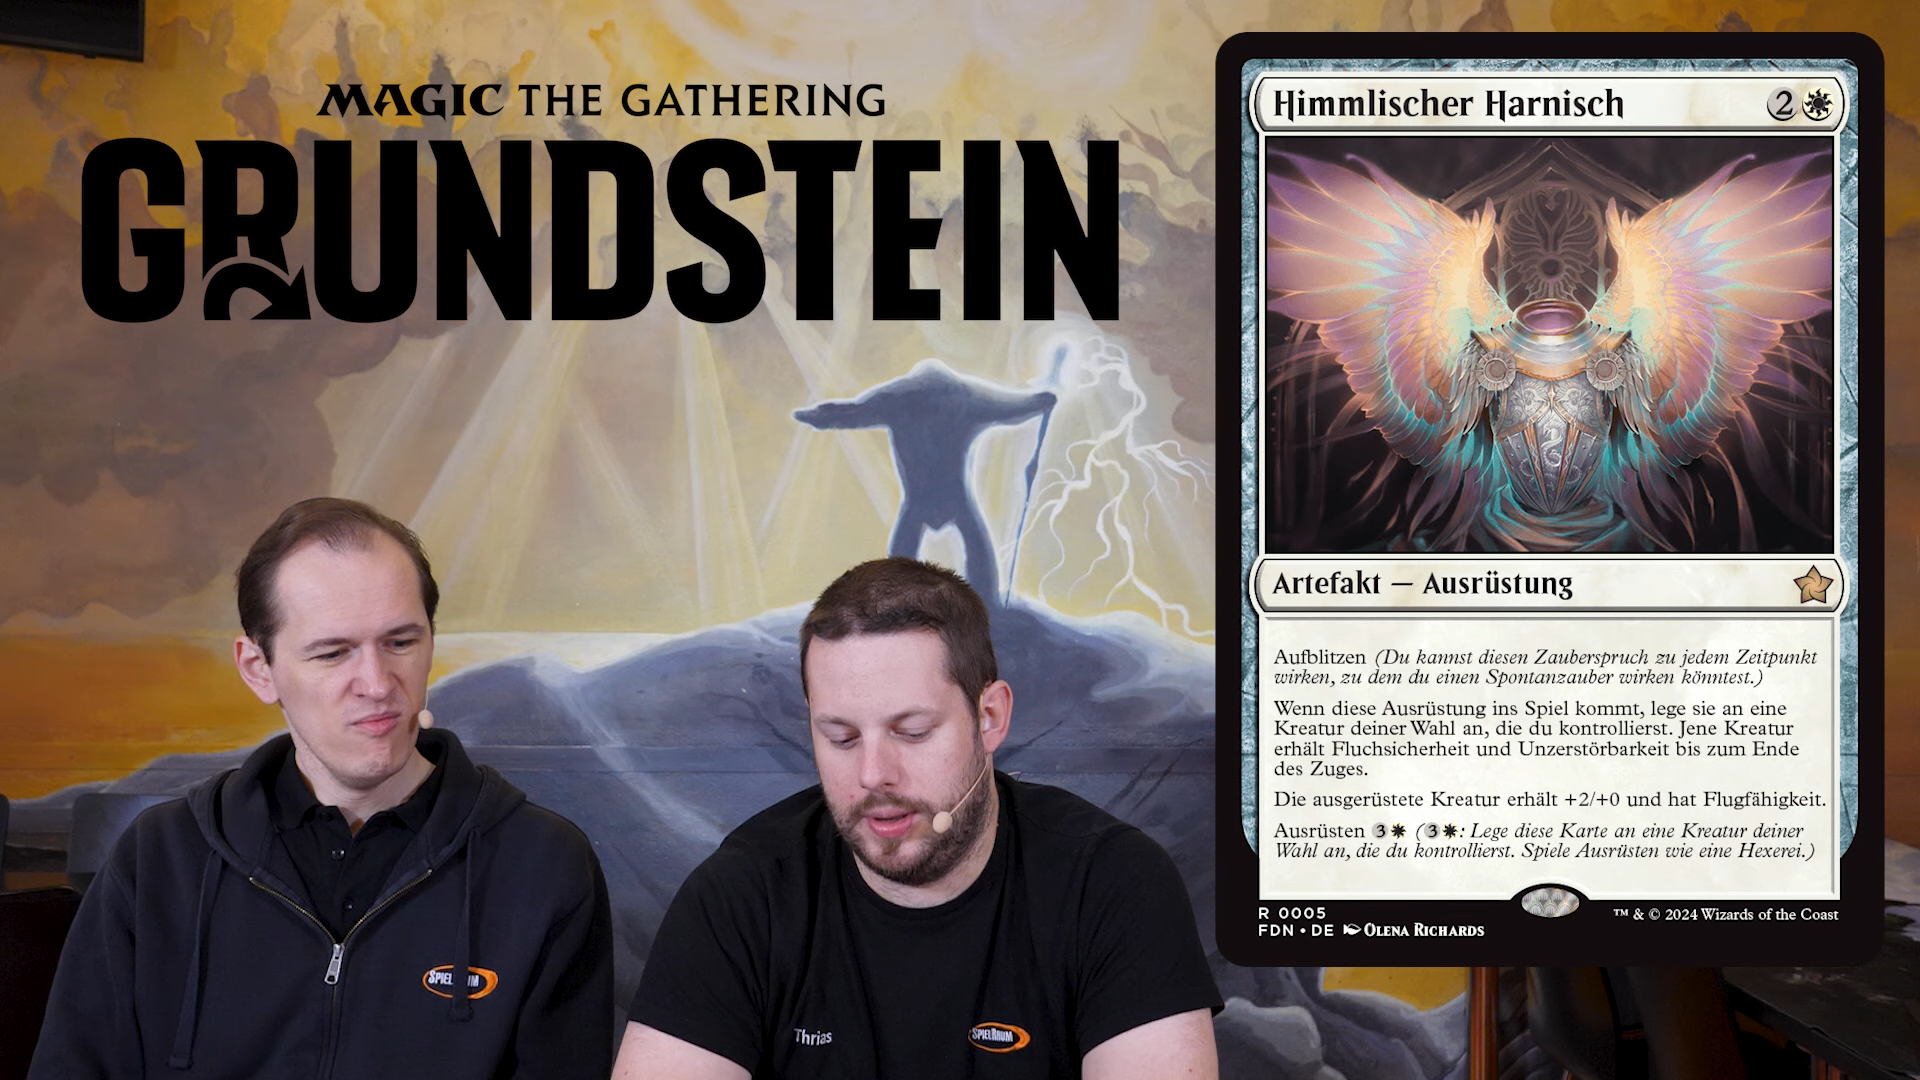 MAGIC THE GATHERING
GRUNDSTEIN
Himmlischer Harnisch
2
Artefakt — Ausrüstung
Aufblitzen (Du kannst diesen Zauberspruch zu jedem Zeitpunkt
wirken, zu dem du einen Spontanzauber wirken könntest.)
Wenn diese Ausrüstung ins Spiel kommt, lege sie an eine
Kreatur deiner Wahl an, die du kontrollierst. Jene Kreatur
erhält Fluchsicherheit und Unzerstörbarkeit bis zum Ende
des Zuges.
Die ausgerüstete Kreatur erhält +2/+0 und hat Flugfähigkeit.
Ausrüsten 3 (3: Lege diese Karte an eine Kreatur deiner
Wahl an, die du kontrollierst. Spiele Ausrüsten wie eine Hexerei.)
R 0005
FDN • DE OLENA RICHARDS
™ & © 2024 Wizards of the Coast
Thrias
SPIELRAUM